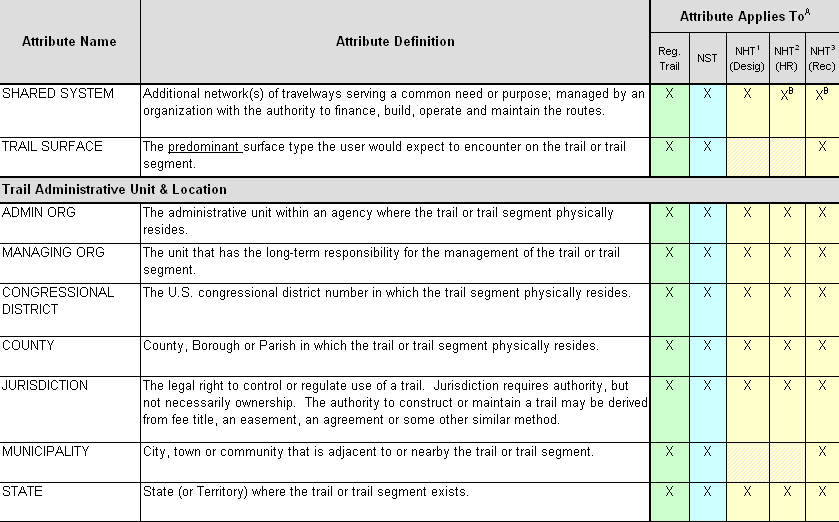 Attribute Name
Attribute Definition
Attribute Applies ToA
Reg.
Trail
NST
NHT1
(Desig)
NHT2
(HR)
NHT3
(Rec)
SHARED SYSTEM
Additional network(s) of travelways serving a common need or purpose; managed by an
organization with the authority to finance, build, operate and maintain the routes.
X X X XB XB
TRAIL SURFACE
The predominant surface type the user would expect to encounter on the trail or trail
segment.
X X X
Trail Administrative Unit & Location
ADMIN ORG
The administrative unit within an agency where the trail or trail segment physically
resides.
X X X X X
MANAGING ORG
The unit that has the long-term responsibility for the management of the trail or trail
segment.
X X X X X
CONGRESSIONAL
DISTRICT
The U.S. congressional district number in which the trail segment physically resides.
X X X X X
COUNTY
County, Borough or Parish in which the trail or trail segment physically resides.
X X X X X
JURISDICTION
The legal right to control or regulate use of a trail. Jurisdiction requires authority, but
not necessarily ownership. The authority to construct or maintain a trail may be derived
from fee title, an easement, an agreement or some other similar method.
X X X X X
MUNICIPALITY
City, town or community that is adjacent to or nearby the trail or trail segment.
X X X
STATE
State (or Territory) where the trail or trail segment exists.
X X X X X